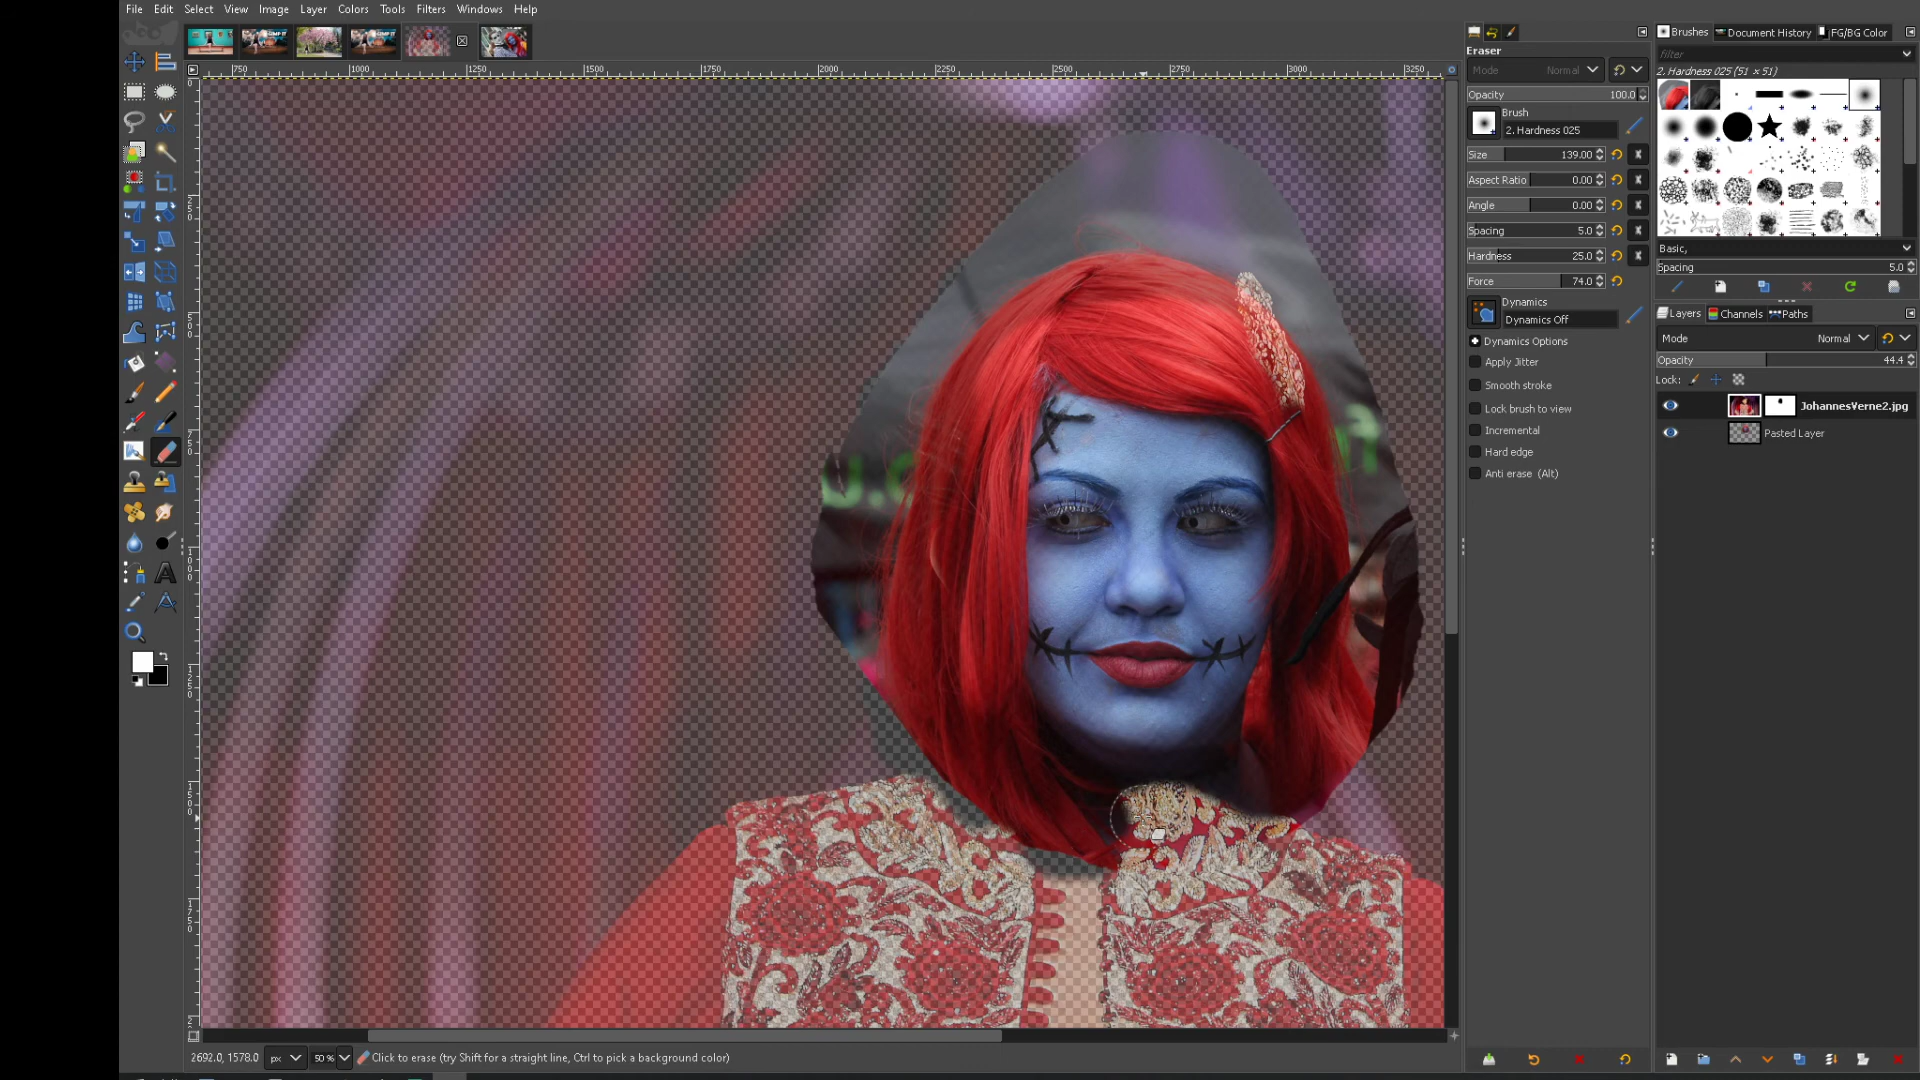 File Edit Select View Image Layer Colors Tools Filters Windows Help
750 1000 1250 1500 1750 2000 2250 2500 2750 3000 3250
Eraser
Mode Normal
Opacity 100.0
Brush
2. Hardness 025
Size 139.00
Aspect Ratio 0.00
Angle 0.00
Spacing 5.0
Hardness 25.0
Force 74.0
Dynamics
Dynamics Off
Dynamics Options
Apply Jitter
Smooth stroke
Lock brush to view
Incremental
Hard edge
Anti erase (Alt)
Brushes Document History FG/BG Color
filter
2. Hardness 025 (51 × 51)
Basic,
Spacing 5.0
Layers Channels Paths
Mode Normal
Opacity 44.4
Lock:
JohannesVerne2.jpg
Pasted Layer
2692.0, 1578.0 px 50 % Click to erase (try Shift for a straight line, Ctrl to pick a background color)